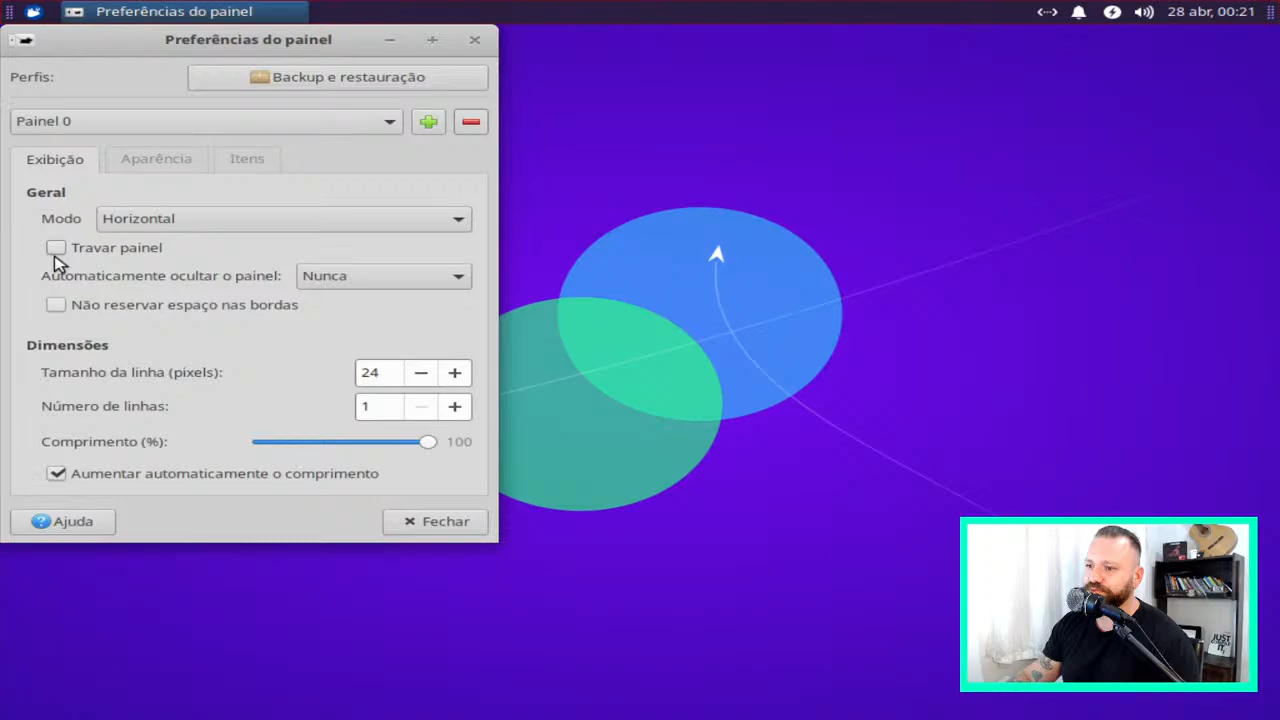 Preferências do painel
28 abr, 00:21
Preferências do painel
Perfis:
Backup e restauração
Painel 0
Exibição
Aparência
Itens
Geral
Modo
Horizontal
Travar painel
Automaticamente ocultar o painel:
Nunca
Não reservar espaço nas bordas
Dimensões
Tamanho da linha (pixels):
24
Número de linhas:
1
Comprimento (%):
100
Aumentar automaticamente o comprimento
Ajuda
Fechar